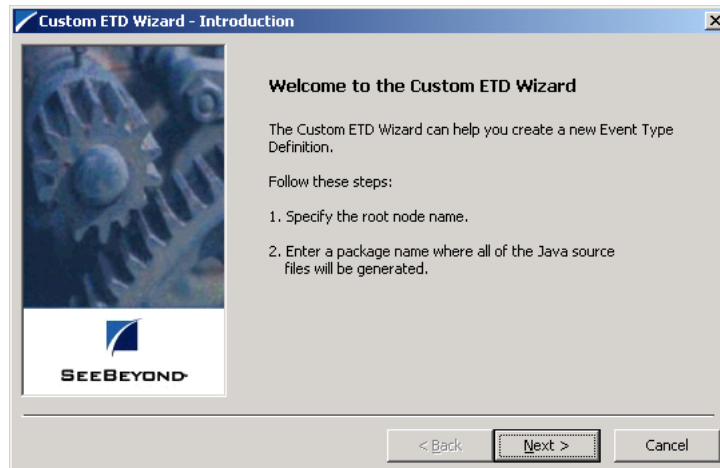 Custom ETD Wizard - Introduction
Welcome to the Custom ETD Wizard
The Custom ETD Wizard can help you create a new Event Type
Definition.
Follow these steps:
1. Specify the root node name.
2. Enter a package name where all of the Java source
files will be generated.
SEEBEYOND
< Back
Next >
Cancel